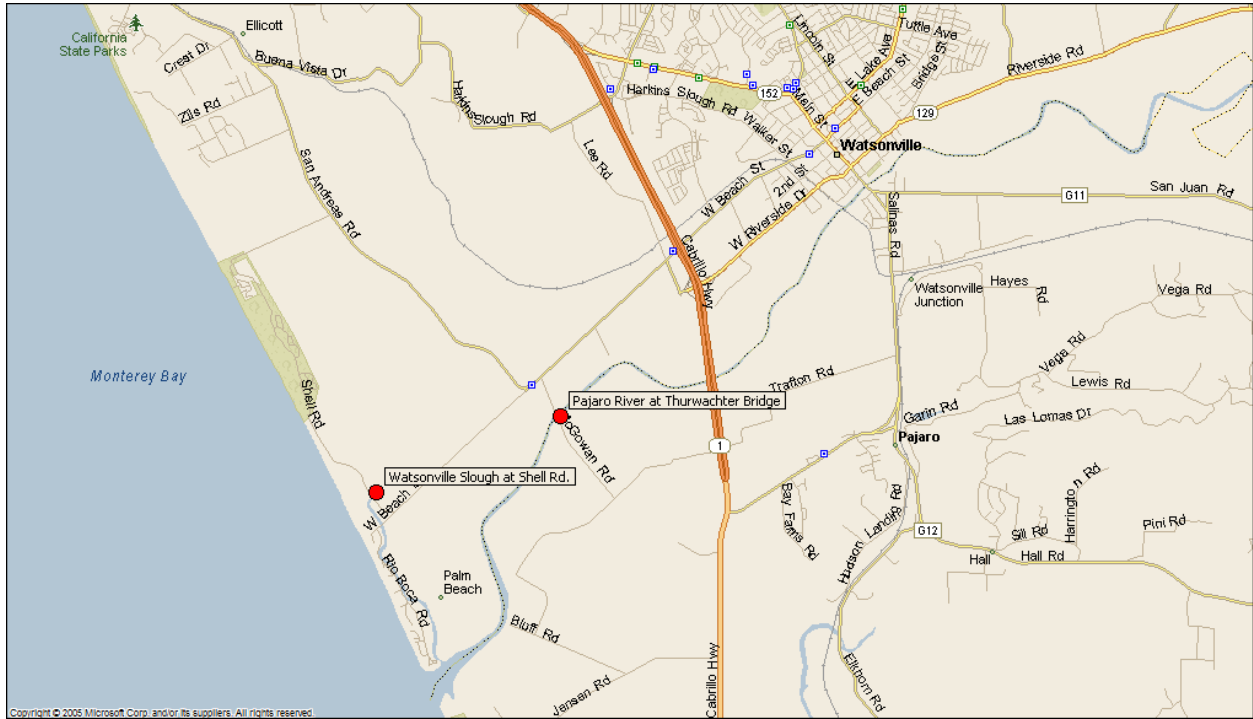 California
State Parks
Ellicott
Crest Dr
Buena Vista Dr
Zils Rd
Harkins
Slough Rd
Harkins Slough Rd
152
Lincoln St
Main St
Tuttle Ave
E Lake Ave
E Beach St
Bridge St
Riverside Rd
129
Walker St
Watsonville
Lee Rd
2nd St
W Beach St
W Riverside Dr
San Juan Rd
G11
Salinas Rd
San Andreas Rd
Cabrillo Hwy
Watsonville
Junction
Hayes
Rd
Vega Rd
Vega Rd
Monterey Bay
Shell Rd
Trafton Rd
Lewis Rd
Pajaro River at Thurwachter Bridge
Garin Rd
Las Lomas Dr
Gowan Rd
1
Pajaro
Watsonville Slough at Shell Rd.
W Beach
Bay Farms Rd
Hudson Landing Rd
Harrington Rd
G12
Sill Rd
Pini Rd
Hall
Hall Rd
Rio Boca Rd
Palm
Beach
Bluff Rd
Jensen Rd
Cabrillo Hwy
Elkhorn Rd
Copyright © 2005 Microsoft Corp. and/or its suppliers. All rights reserved.